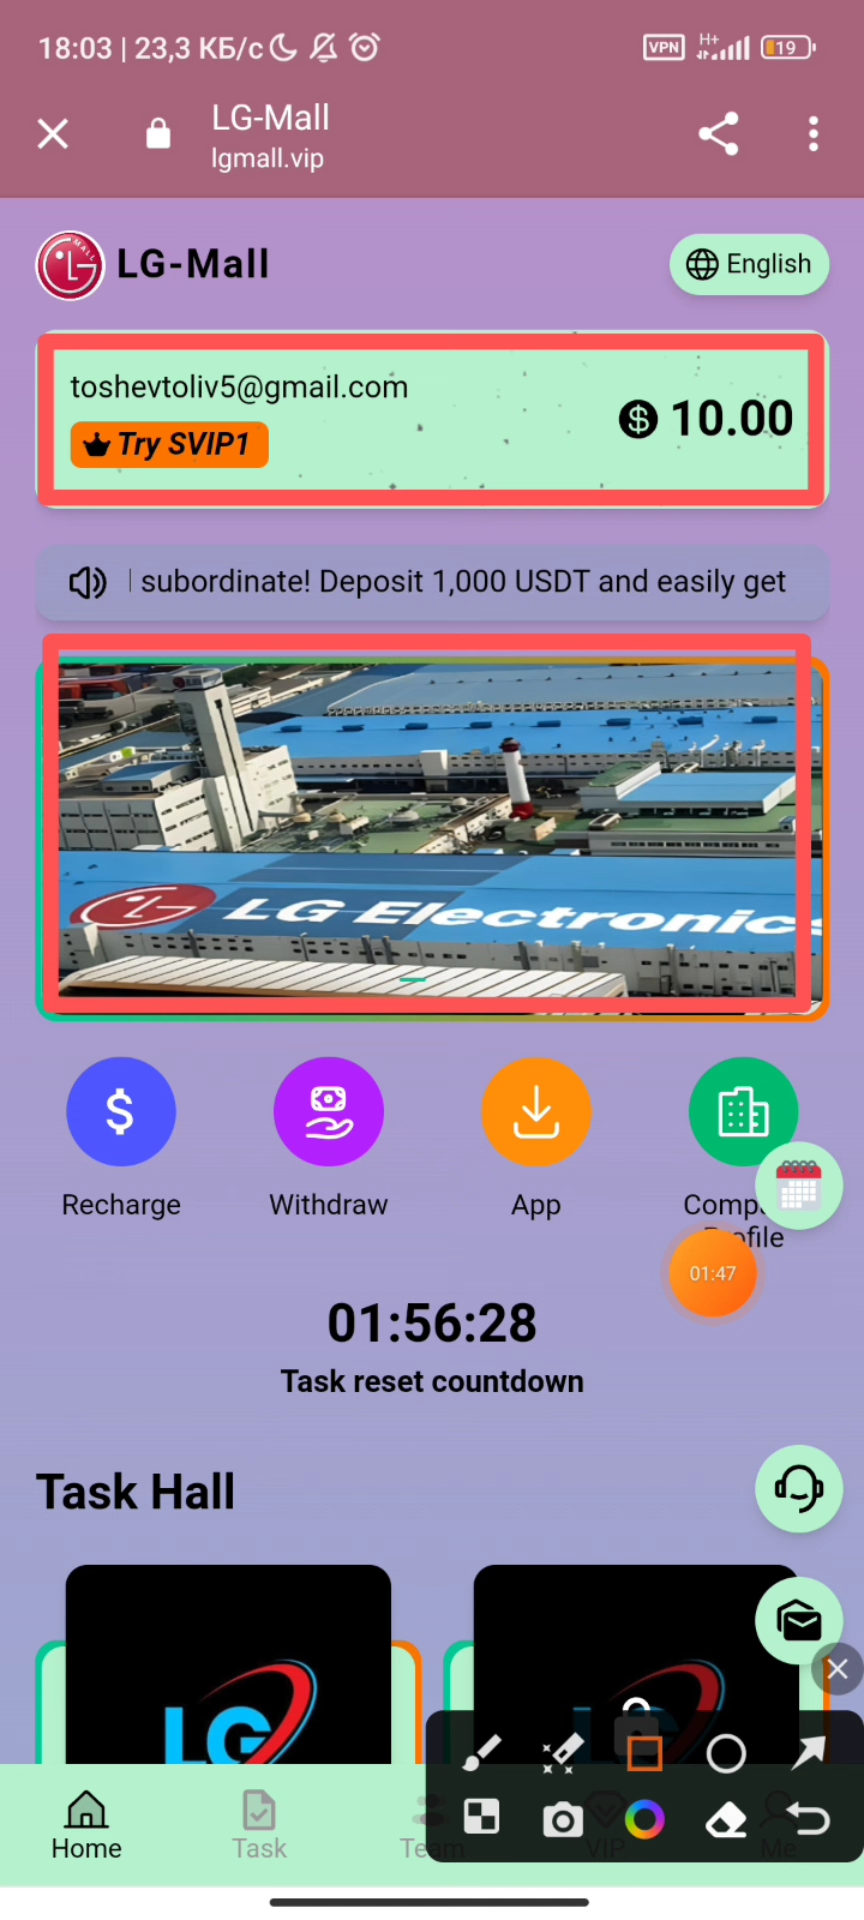 18:03 | 23,3 КБ/с
VPN H+ 19
LG-Mall
lgmall.vip
LG-Mall
English
toshevtoliv5@gmail.com
Try SVIP1
$ 10.00
subordinate! Deposit 1,000 USDT and easily get
LG Electronics
Recharge
Withdraw
App
Profile
01:47
01:56:28
Task reset countdown
Task Hall
LG
LG
Home
Task
Team
VIP
Me